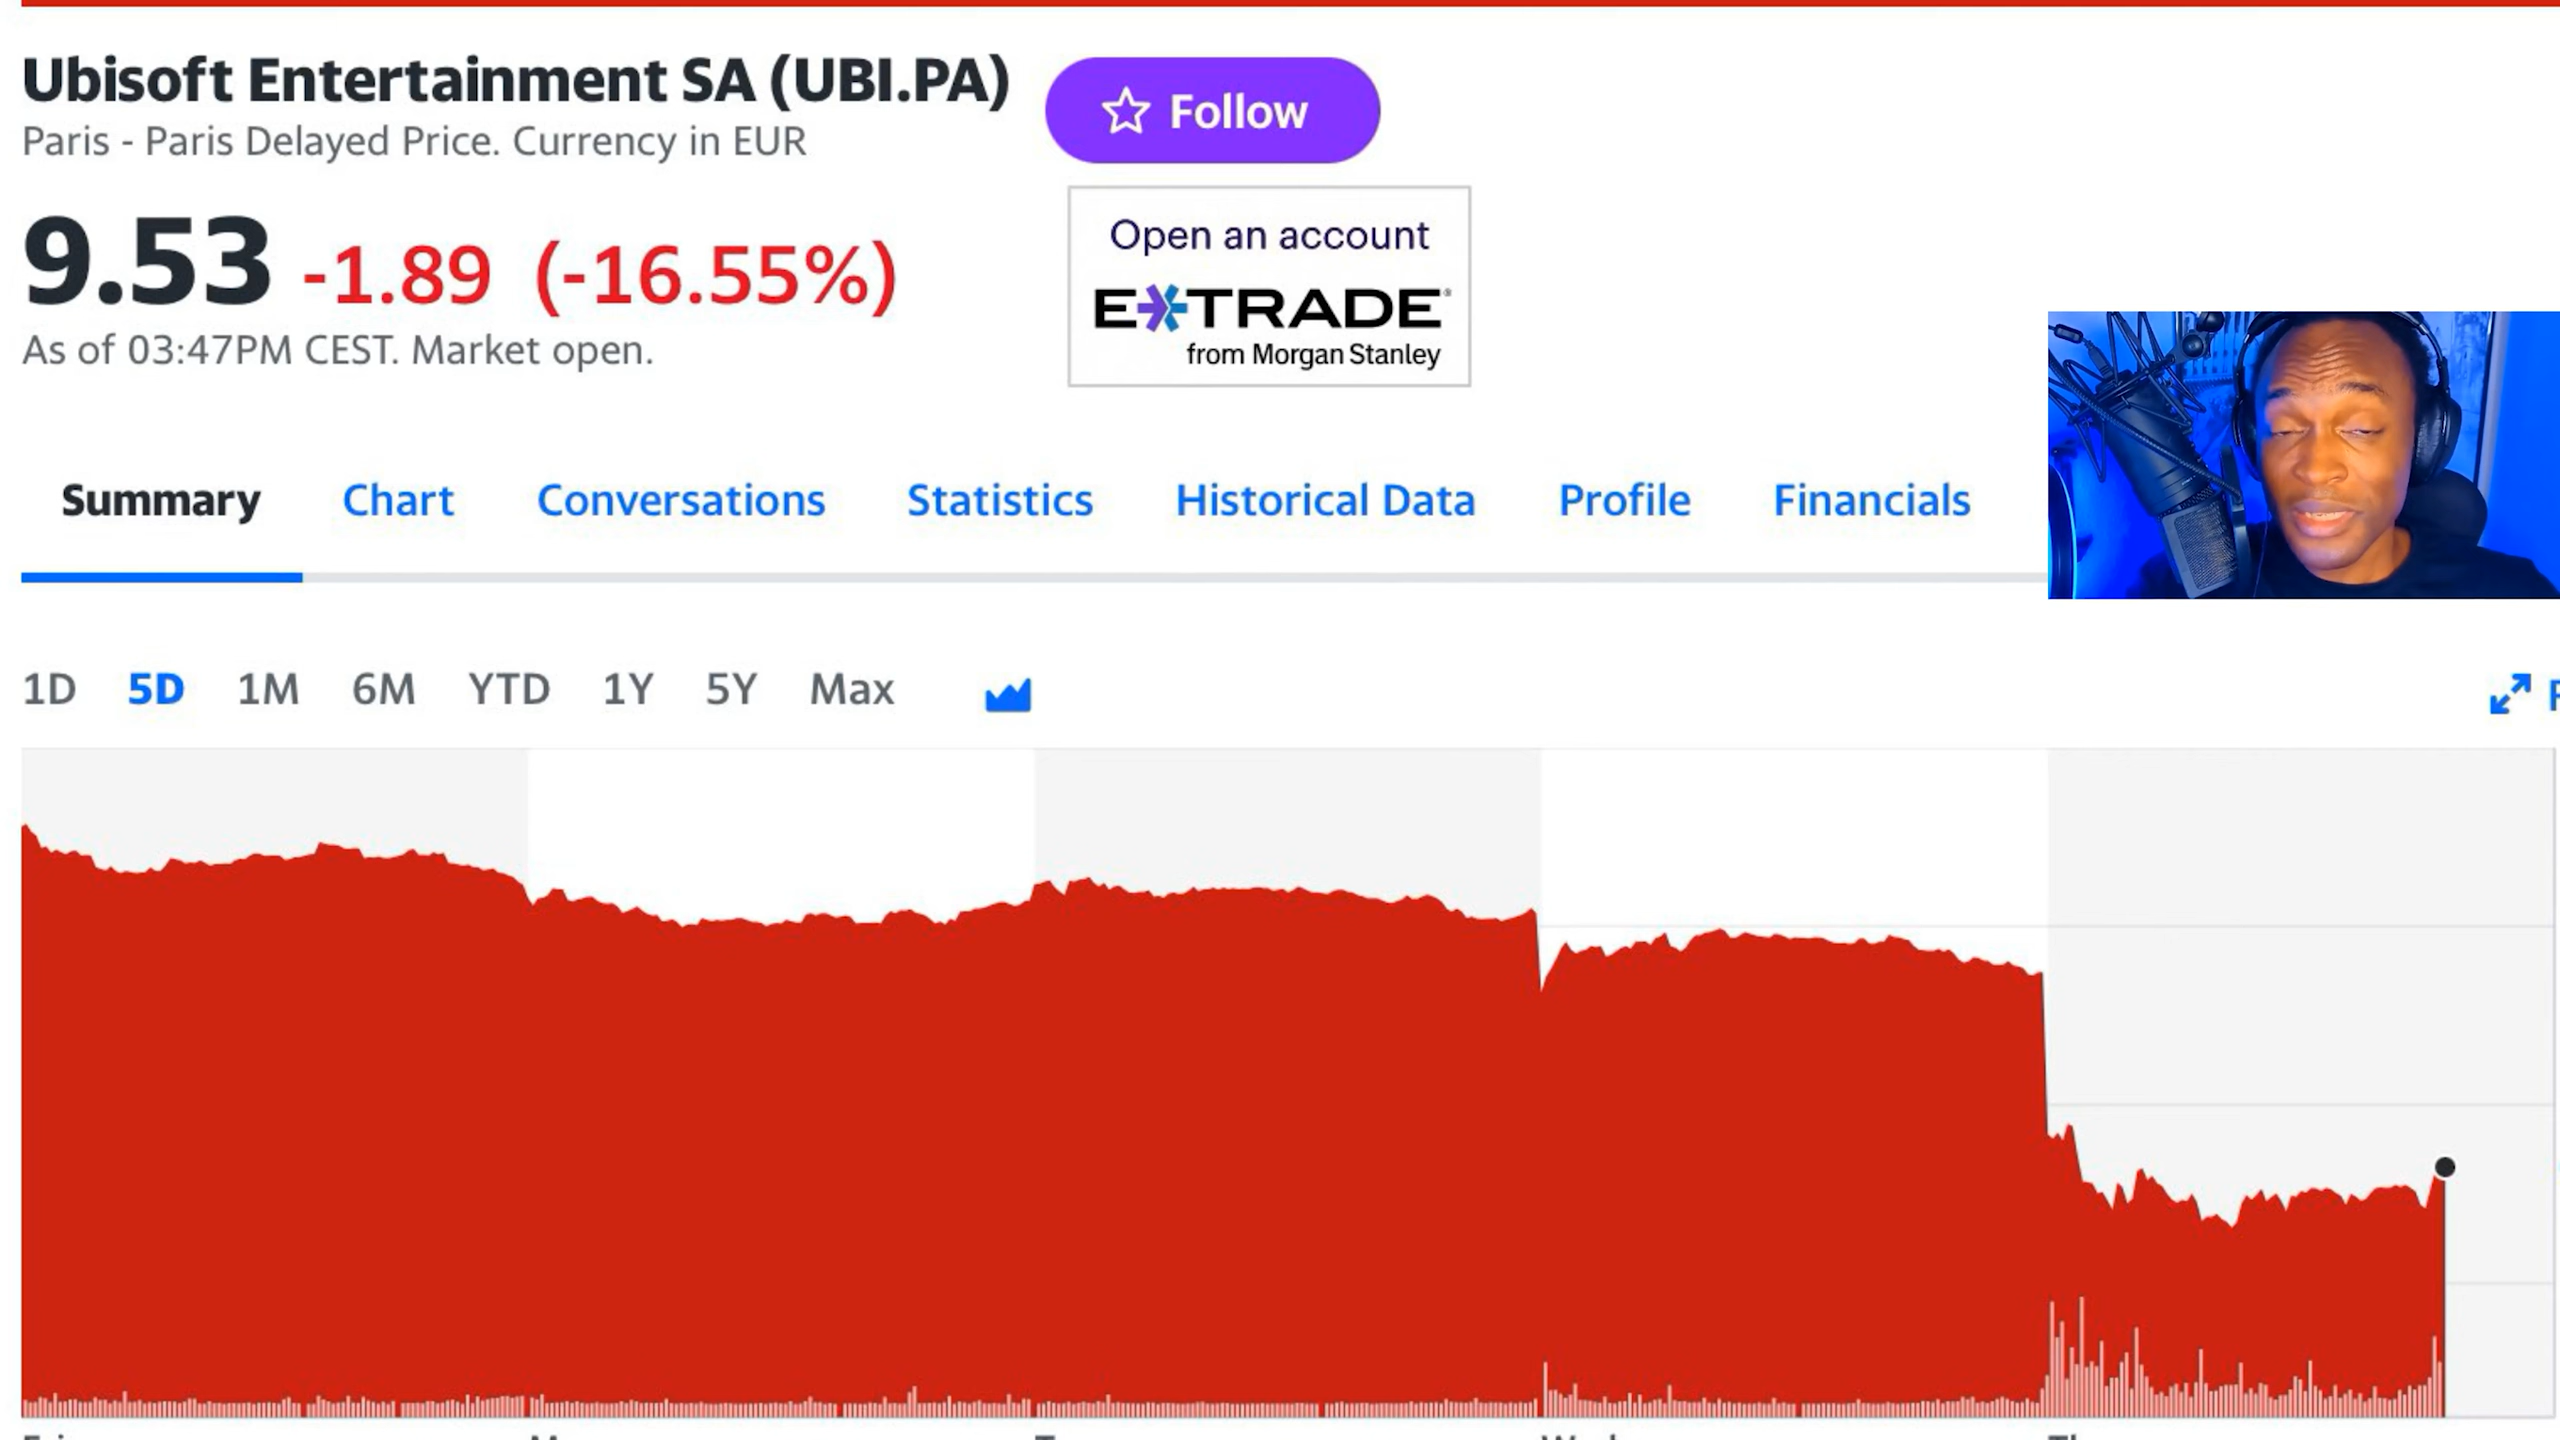 Ubisoft Entertainment SA (UBI.PA)
Follow
Paris - Paris Delayed Price. Currency in EUR
9.53 -1.89 (-16.55%)
As of 03:47PM CEST. Market open.
Open an account
E*TRADE®
from Morgan Stanley
Summary Chart Conversations Statistics Historical Data Profile Financials
1D 5D 1M 6M YTD 1Y 5Y Max